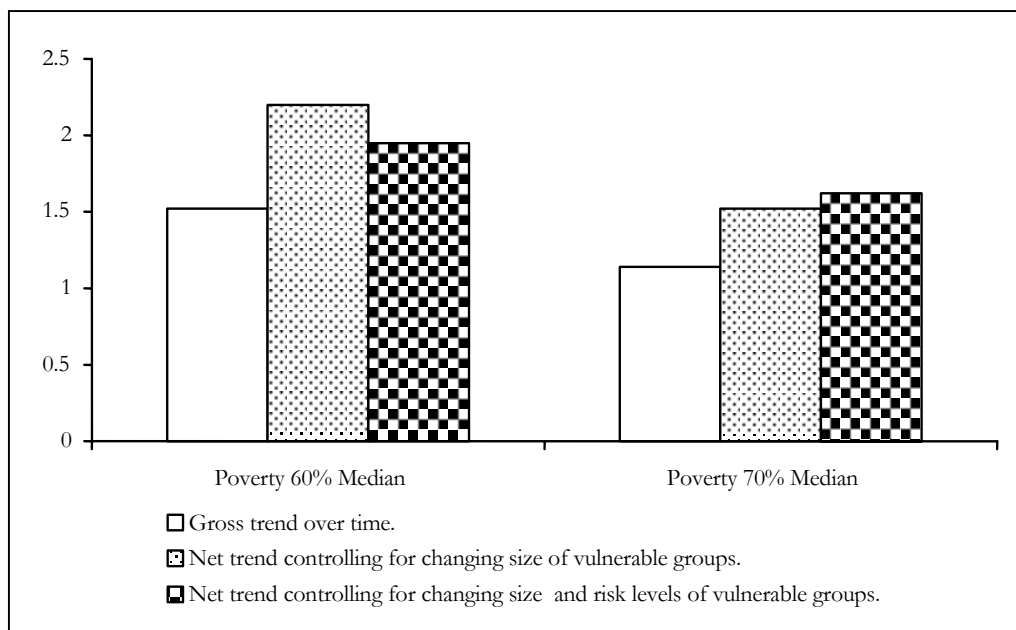 2.5
2
1.5
1
0.5
0
Poverty 60% Median Poverty 70% Median
Gross trend over time.
Net trend controlling for changing size of vulnerable groups.
Net trend controlling for changing size and risk levels of vulnerable groups.